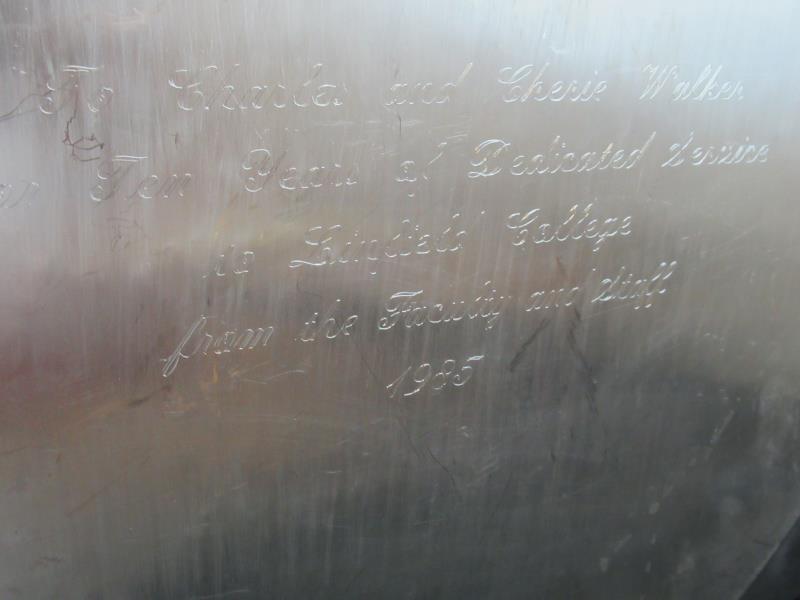 To Charles and Cherie Walker
on Ten Years of Dedicated Service
to Linfield College
from the Faculty and Staff
1985